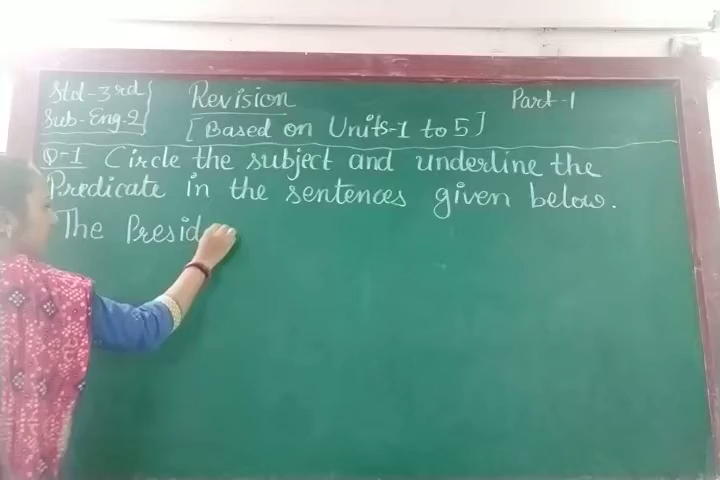 Std-3rd
Sub-Eng-2
Revision
[Based on Units-1 to 5]
Part-1
Q-1 Circle the subject and underline the
Predicate in the sentences given below.
The Presid